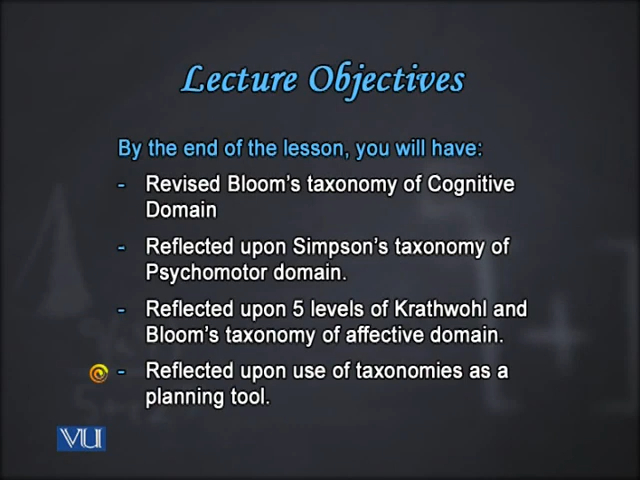 Lecture Objectives
By the end of the lesson, you will have:
- Revised Bloom's taxonomy of Cognitive
Domain
- Reflected upon Simpson's taxonomy of
Psychomotor domain.
- Reflected upon 5 levels of Krathwohl and
Bloom's taxonomy of affective domain.
- Reflected upon use of taxonomies as a
planning tool.
VU